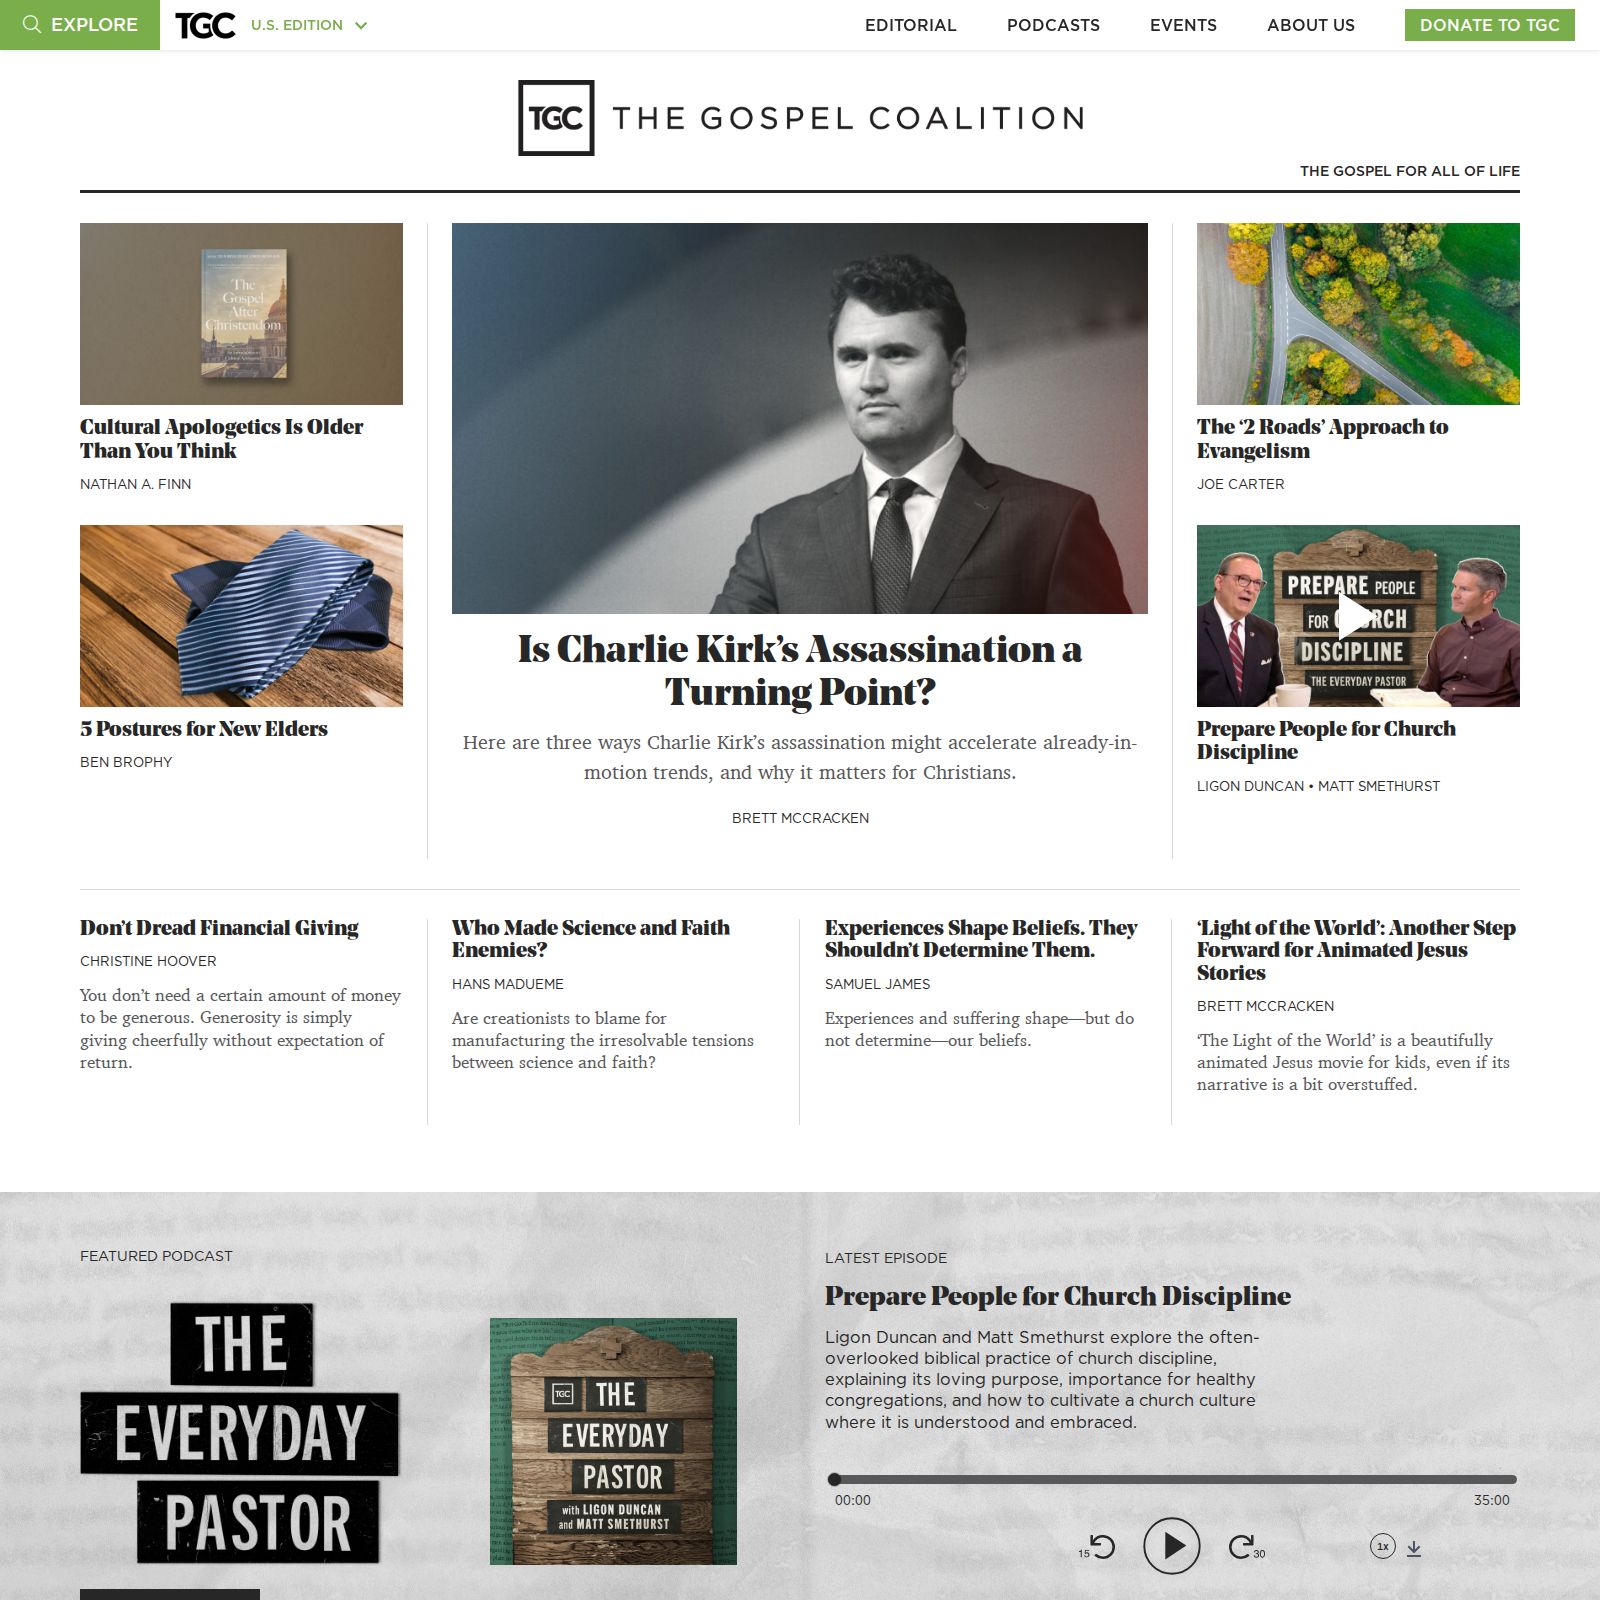 EXPLORE
TGC
U.S. EDITION
EDITORIAL
PODCASTS
EVENTS
ABOUT US
DONATE TO TGC
TGC THE GOSPEL COALITION
THE GOSPEL FOR ALL OF LIFE
The
Gospel
After
Christendom
Cultural Apologetics Is Older
Than You Think
NATHAN A. FINN
5 Postures for New Elders
BEN BROPHY
Is Charlie Kirk’s Assassination a
Turning Point?
Here are three ways Charlie Kirk’s assassination might accelerate already-in-
motion trends, and why it matters for Christians.
BRETT MCCRACKEN
The ‘2 Roads’ Approach to
Evangelism
JOE CARTER
PREPARE PEOPLE
FOR CHURCH
DISCIPLINE
THE EVERYDAY PASTOR
Prepare People for Church
Discipline
LIGON DUNCAN • MATT SMETHURST
Don’t Dread Financial Giving
CHRISTINE HOOVER
You don’t need a certain amount of money
to be generous. Generosity is simply
giving cheerfully without expectation of
return.
Who Made Science and Faith
Enemies?
HANS MADUEME
Are creationists to blame for
manufacturing the irresolvable tensions
between science and faith?
Experiences Shape Beliefs. They
Shouldn’t Determine Them.
SAMUEL JAMES
Experiences and suffering shape—but do
not determine—our beliefs.
‘Light of the World’: Another Step
Forward for Animated Jesus
Stories
BRETT MCCRACKEN
‘The Light of the World’ is a beautifully
animated Jesus movie for kids, even if its
narrative is a bit overstuffed.
FEATURED PODCAST
THE
EVERYDAY
PASTOR
TGC THE
EVERYDAY
PASTOR
with LIGON DUNCAN
and MATT SMETHURST
LATEST EPISODE
Prepare People for Church Discipline
Ligon Duncan and Matt Smethurst explore the often-
overlooked biblical practice of church discipline,
explaining its loving purpose, importance for healthy
congregations, and how to cultivate a church culture
where it is understood and embraced.
00:00
35:00
15
30
1x